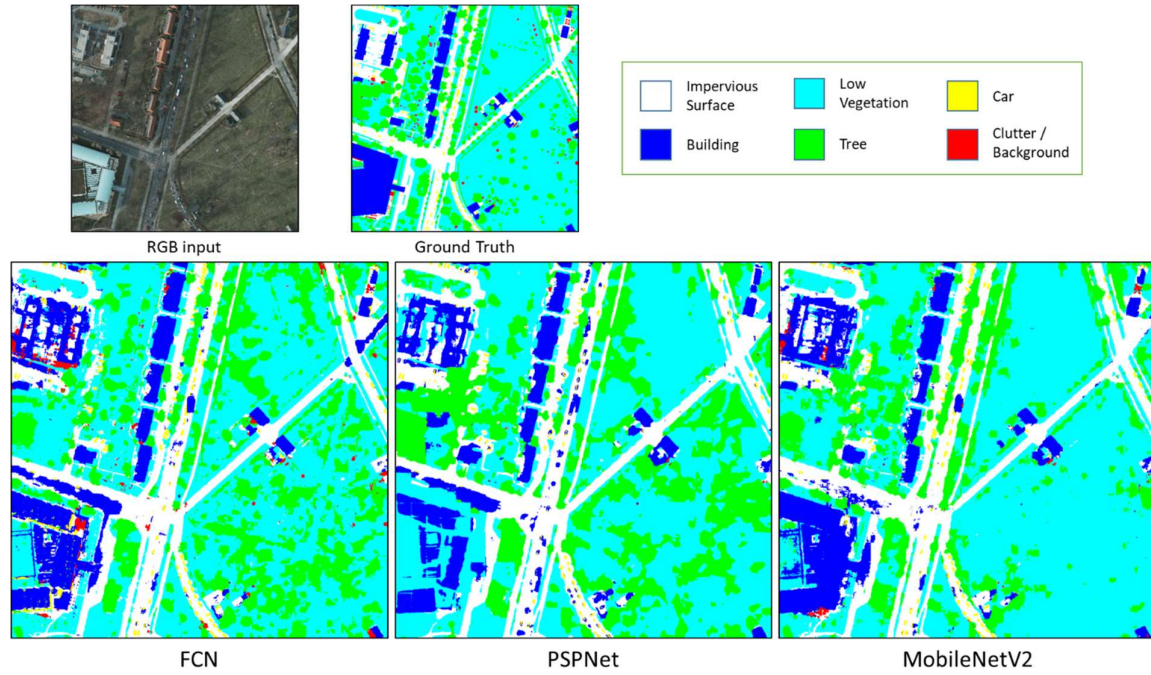 RGB input
Ground Truth
Impervious
Surface
Low
Vegetation
Car
Building
Tree
Clutter /
Background
FCN
PSPNet
MobileNetV2